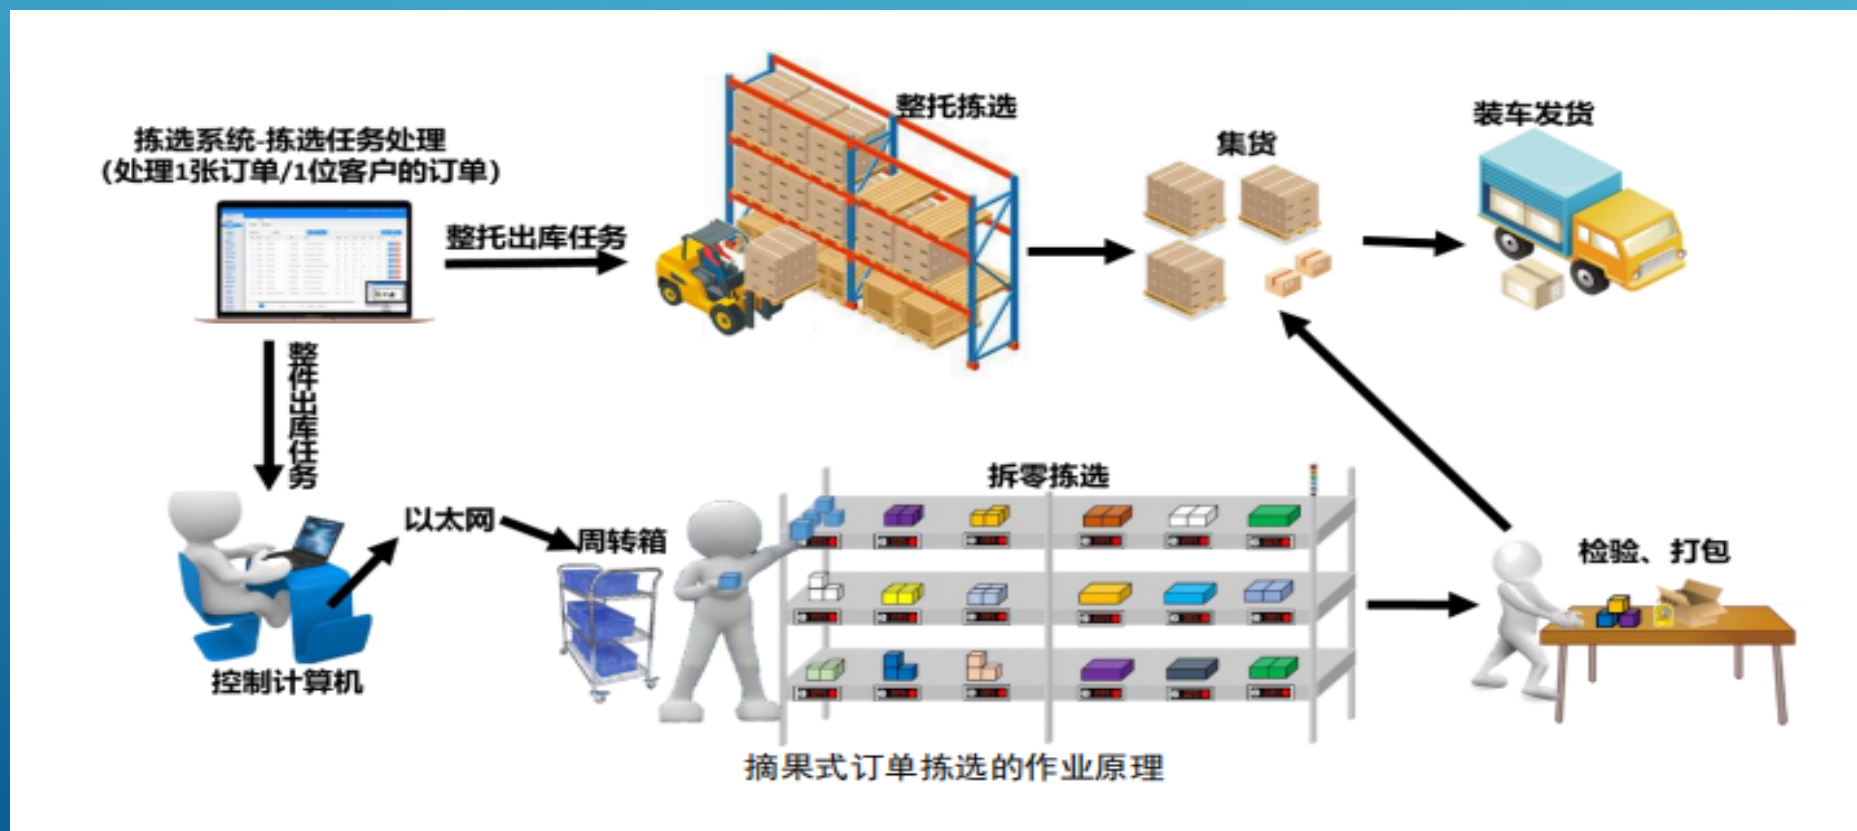 拣选系统-拣选任务处理
(处理1张订单/1位客户的订单)
整托出库任务
整托拣选
集货
装车发货
整件出库任务
控制计算机
以太网
周转箱
拆零拣选
检验、打包
摘果式订单拣选的作业原理